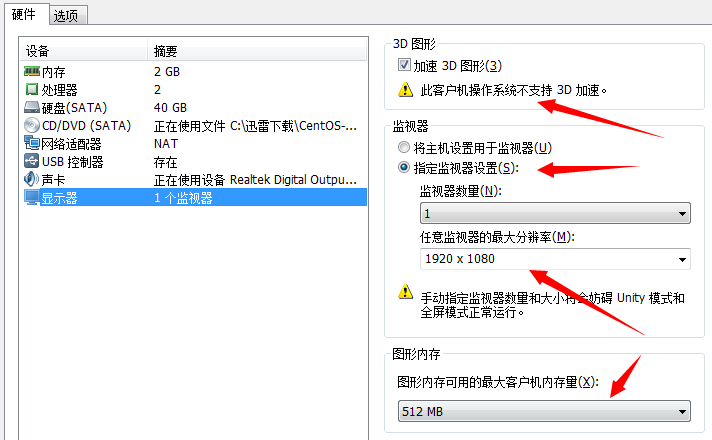 硬件 选项
设备 摘要
内存 2 GB
处理器 2
硬盘(SATA) 40 GB
CD/DVD (SATA) 正在使用文件 C:\迅雷下载\CentOS-...
网络适配器 NAT
USB 控制器 存在
声卡 正在使用设备 Realtek Digital Outpu...
显示器 1 个监视器
3D 图形
加速 3D 图形(3)
此客户机操作系统不支持 3D 加速。
监视器
将主机设置用于监视器(U)
指定监视器设置(S):
监视器数量(N):
1
任意监视器的最大分辨率(M):
1920 x 1080
手动指定监视器数量和大小将会妨碍 Unity 模式和
全屏模式正常运行。
图形内存
图形内存可用的最大客户机内存量(X):
512 MB